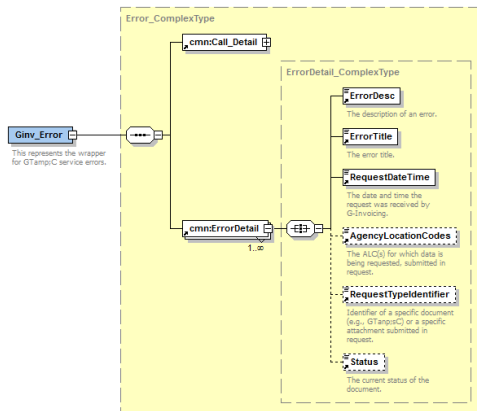 Error_ComplexType
cmn:Call_Detail
ErrorDetail_ComplexType
ErrorDesc
The description of an error.
Ginv_Error
This represents the wrapper
for GTamp;C service errors.
ErrorTitle
The error title.
RequestDateTime
The date and time the
request was received by
G-Invoicing.
cmn:ErrorDetail
1..∞
AgencyLocationCodes
The ALC(s) for which data is
being requested, submitted in
request.
RequestTypeIdentifier
Identifier of a specific document
(e.g., GTanp;sC) or a specific
attachment submitted in
request.
Status
The current status of the
document.